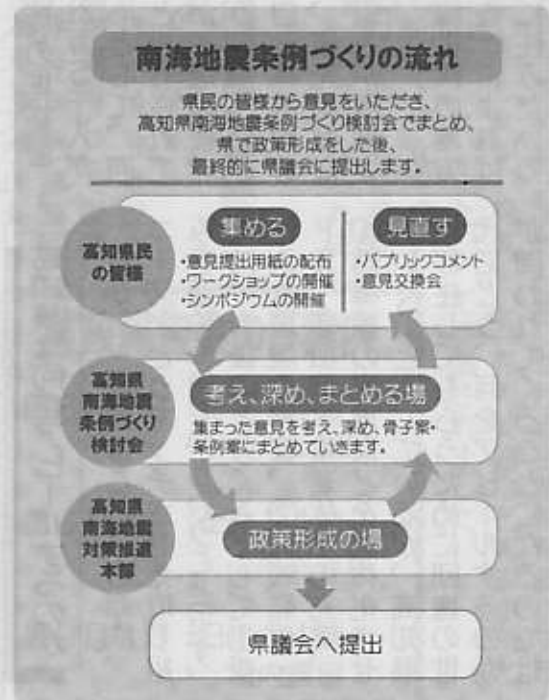 南海地震条例づくりの流れ
県民の皆様から意見をいただき、
高知県南海地震条例づくり検討会でまとめ、
県で政策形成をした後、
最終的に県議会に提出します。
高知県民
の皆様
集める
・意見提出用紙の配布
・ワークショップの開催
・シンポジウムの開催
見直す
・パブリックコメント
・意見交換会
高知県
南海地震
条例づくり
検討会
考え、深め、まとめる場
集まった意見を考え、深め、骨子案・
条例案にまとめていきます。
高知県
南海地震
対策推進
本部
政策形成の場
県議会へ提出